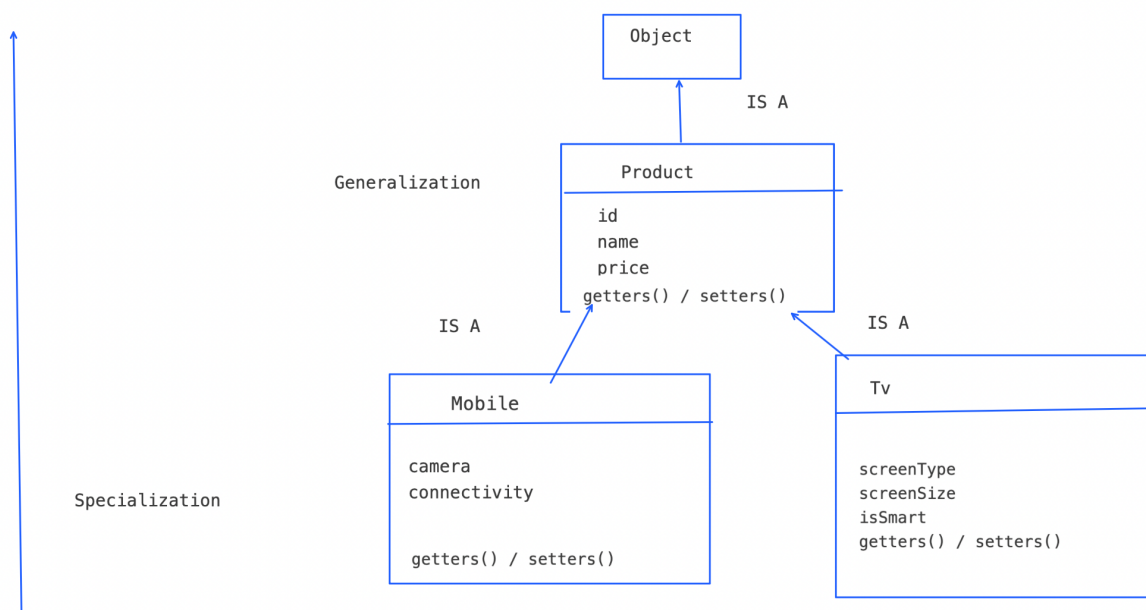 Object
IS A
Product
Generalization
id
name
price
getters() / setters()
IS A
IS A
Mobile
camera
connectivity
getters() / setters()
Specialization
Tv
screenType
screenSize
isSmart
getters() / setters()